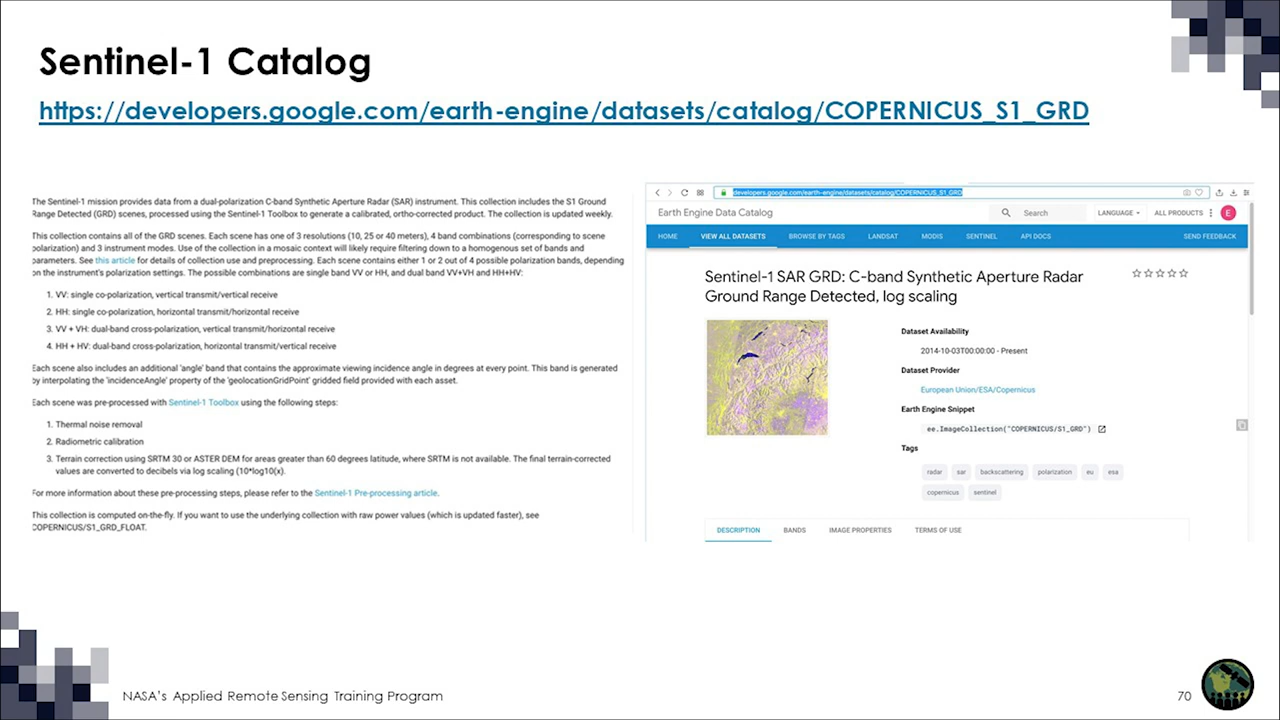 Sentinel-1 Catalog
https://developers.google.com/earth-engine/datasets/catalog/COPERNICUS_S1_GRD
The Sentinel-1 mission provides data from a dual-polarization C-band Synthetic Aperture Radar (SAR) instrument. This collection includes the S1 Ground
Range Detected (GRD) scenes, processed using the Sentinel-1 Toolbox to generate a calibrated, ortho-corrected product. The collection is updated weekly.
This collection contains all of the GRD scenes. Each scene has one of 3 resolutions (10, 25 or 40 meters), 4 band combinations (corresponding to scene
polarization) and 3 instrument modes. Use of the collection in a mosaic context will likely require filtering down to a homogenous set of bands and
parameters. See this article for details of collection use and preprocessing. Each scene contains either 1 or 2 out of 4 possible polarization bands, depending
on the instrument's polarization settings. The possible combinations are single band VV or HH, and dual band VV+VH and HH+HV:
1. VV: single co-polarization, vertical transmit/vertical receive
2. HH: single co-polarization, horizontal transmit/horizontal receive
3. VV + VH: dual-band cross-polarization, vertical transmit/horizontal receive
4. HH + HV: dual-band cross-polarization, horizontal transmit/vertical receive
Each scene also includes an additional 'angle' band that contains the approximate viewing incidence angle in degrees at every point. This band is generated
by interpolating the 'incidenceAngle' property of the 'geolocationGridPoint' gridded field provided with each asset.
Each scene was pre-processed with Sentinel-1 Toolbox using the following steps:
1. Thermal noise removal
2. Radiometric calibration
3. Terrain correction using SRTM 30 or ASTER DEM for areas greater than 60 degrees latitude, where SRTM is not available. The final terrain-corrected
values are converted to decibels via log scaling (10*log10(x).
For more information about these pre-processing steps, please refer to the Sentinel-1 Pre-processing article.
This collection is computed on-the-fly. If you want to use the underlying collection with raw power values (which is updated faster), see
COPERNICUS/S1_GRD_FLOAT.
developers.google.com/earth-engine/datasets/catalog/COPERNICUS_S1_GRD
Earth Engine Data Catalog
Search
LANGUAGE
ALL PRODUCTS
E
HOME VIEW ALL DATASETS BROWSE BY TAGS LANDSAT MODIS SENTINEL API DOCS SEND FEEDBACK
Sentinel-1 SAR GRD: C-band Synthetic Aperture Radar
Ground Range Detected, log scaling
Dataset Availability
2014-10-03T00:00:00 - Present
Dataset Provider
European Union/ESA/Copernicus
Earth Engine Snippet
ee.ImageCollection("COPERNICUS/S1_GRD")
Tags
radar sar backscattering polarization eu esa
copernicus sentinel
DESCRIPTION BANDS IMAGE PROPERTIES TERMS OF USE
NASA's Applied Remote Sensing Training Program
70